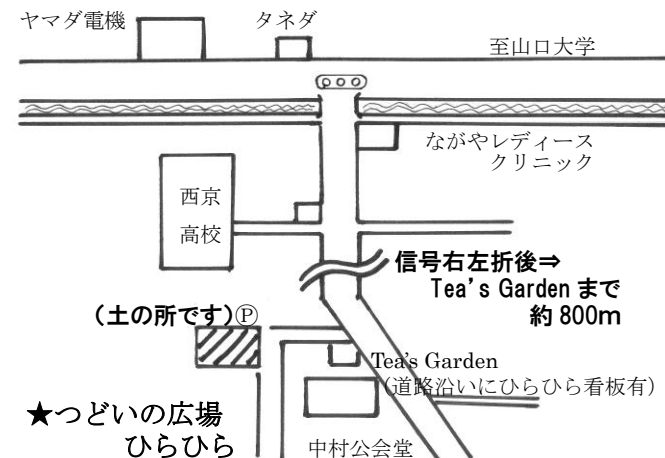 ヤマダ電機
タネダ
至山口大学
ながやレディース
クリニック
西京
高校
信号右左折後⇒
Tea's Garden まで
約 800m
(土の所です)Ⓟ
Tea's Garden
(道路沿いにひらひら看板有)
★つどいの広場
ひらひら
中村公会堂